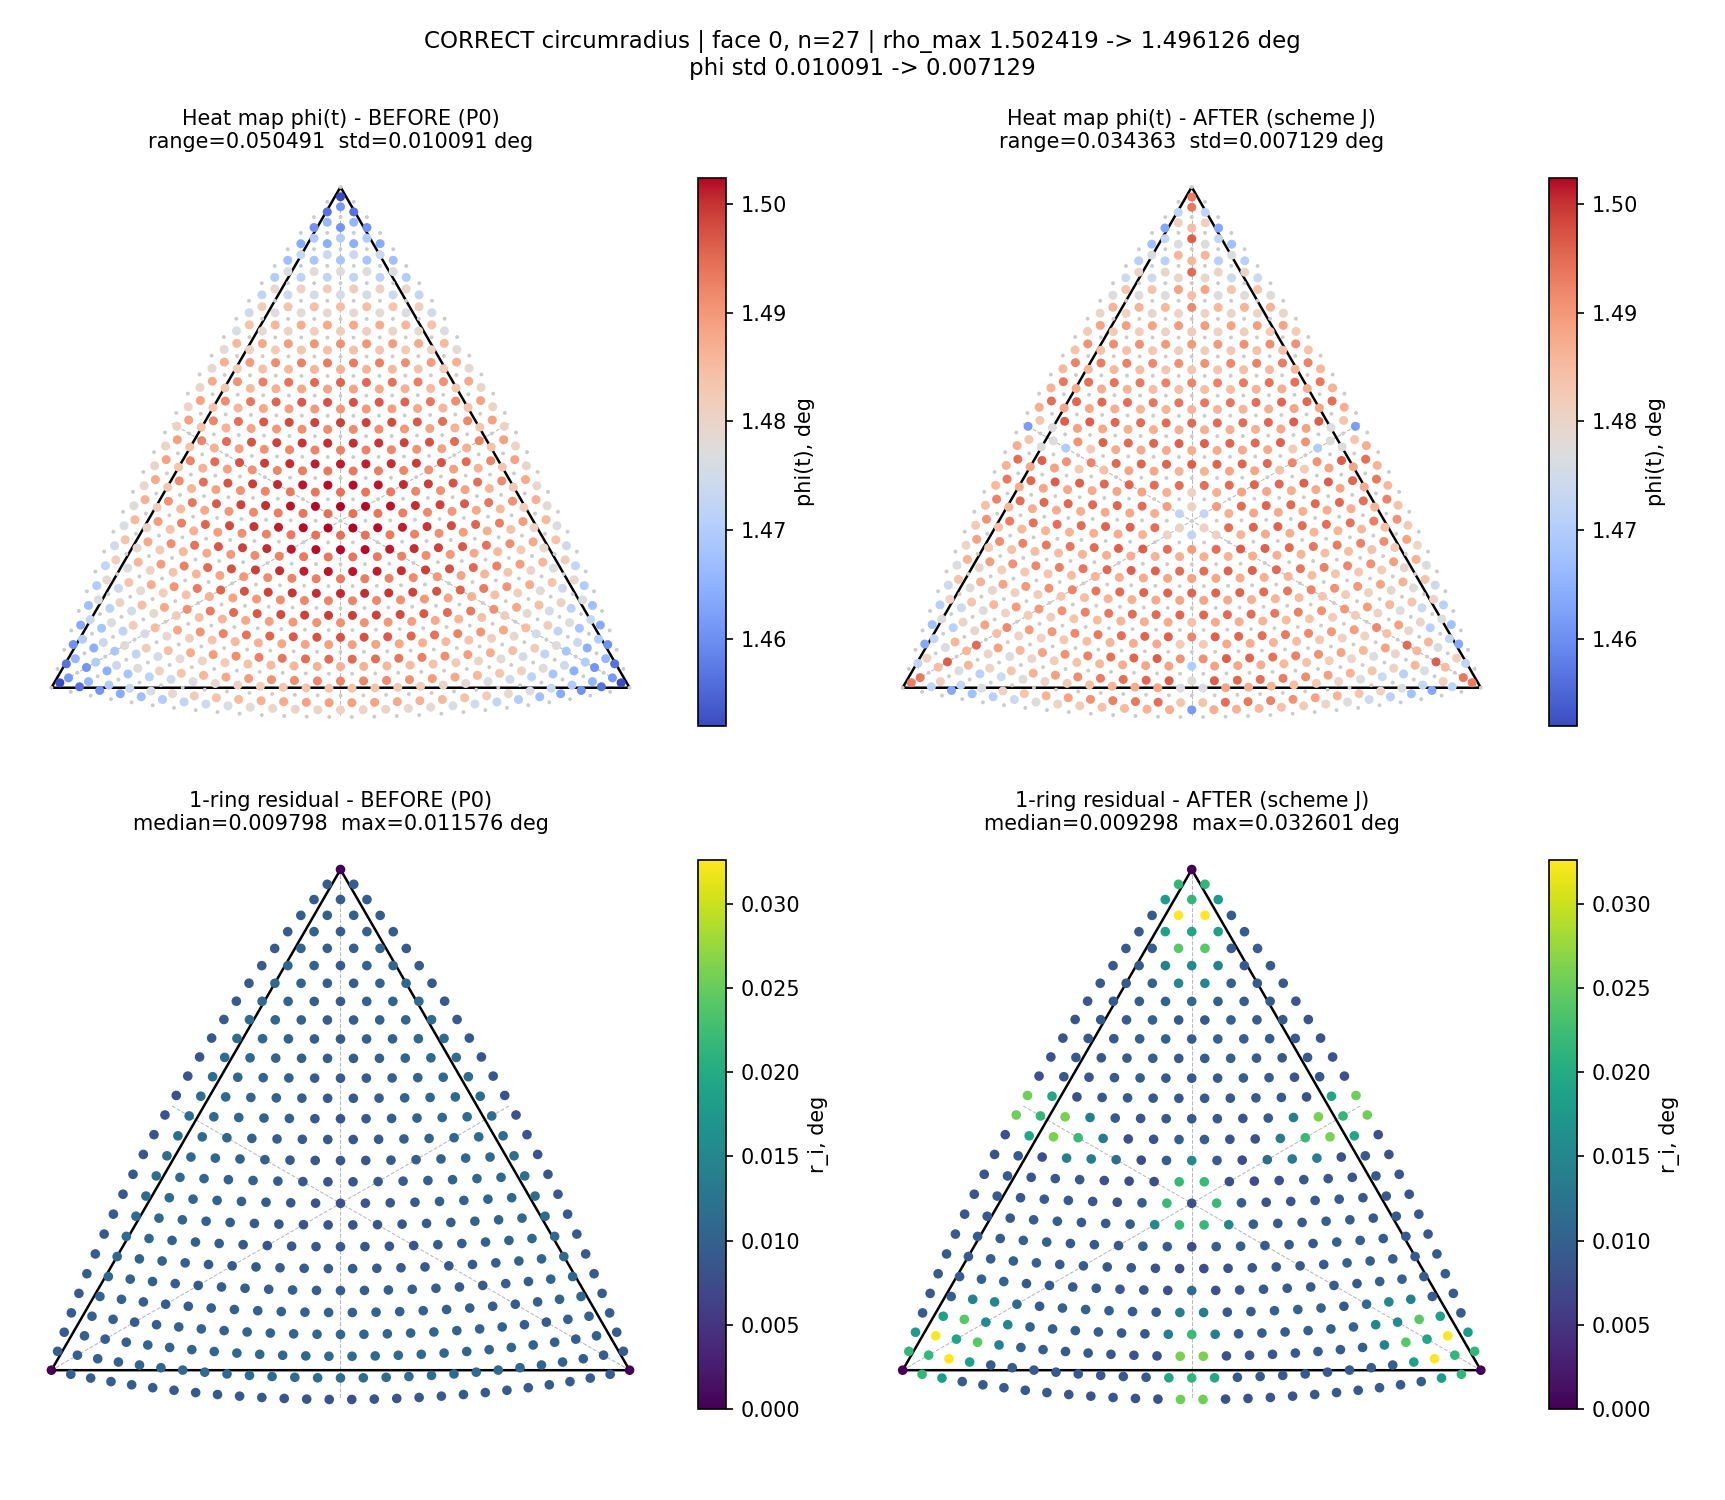 CORRECT circumradius | face 0, n=27 | rho_max 1.502419 -> 1.496126 deg
phi std 0.010091 -> 0.007129
Heat map phi(t) - BEFORE (P0)
range=0.050491  std=0.010091 deg
1.50
1.49
1.48
1.47
1.46
phi(t), deg
Heat map phi(t) - AFTER (scheme J)
range=0.034363  std=0.007129 deg
1.50
1.49
1.48
1.47
1.46
phi(t), deg
1-ring residual - BEFORE (P0)
median=0.009798  max=0.011576 deg
0.030
0.025
0.020
0.015
0.010
0.005
0.000
r_i, deg
1-ring residual - AFTER (scheme J)
median=0.009298  max=0.032601 deg
0.030
0.025
0.020
0.015
0.010
0.005
0.000
r_i, deg